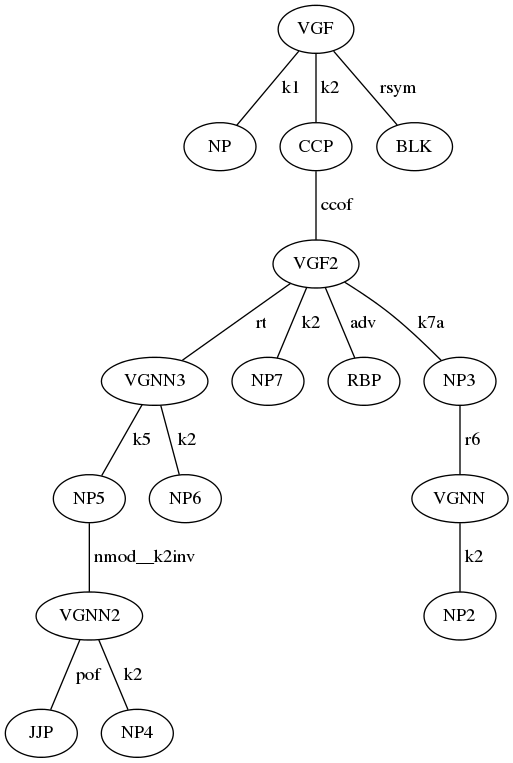 VGF
k1 k2 rsym
NP CCP BLK
ccof
VGF2
rt k2 adv k7a
VGNN3 NP7 RBP NP3
k5 k2 r6
NP5 NP6 VGNN
nmod__k2inv k2
VGNN2 NP2
pof k2
JJP NP4